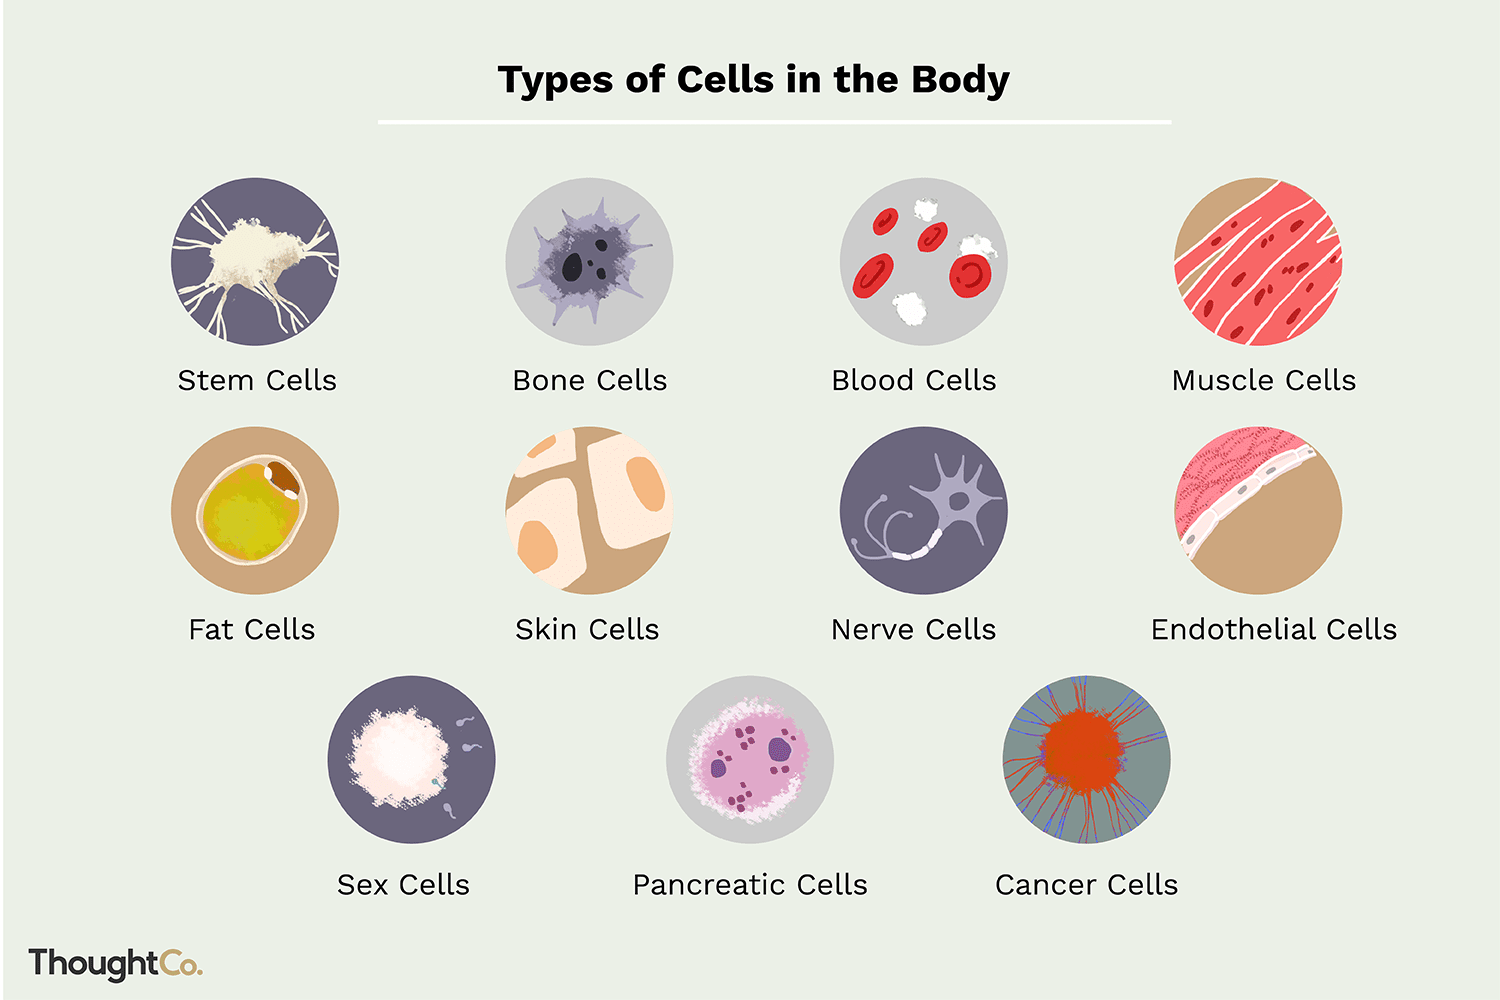 Types of Cells in the Body
Stem Cells
Bone Cells
Blood Cells
Muscle Cells
Fat Cells
Skin Cells
Nerve Cells
Endothelial Cells
Sex Cells
Pancreatic Cells
Cancer Cells
ThoughtCo.